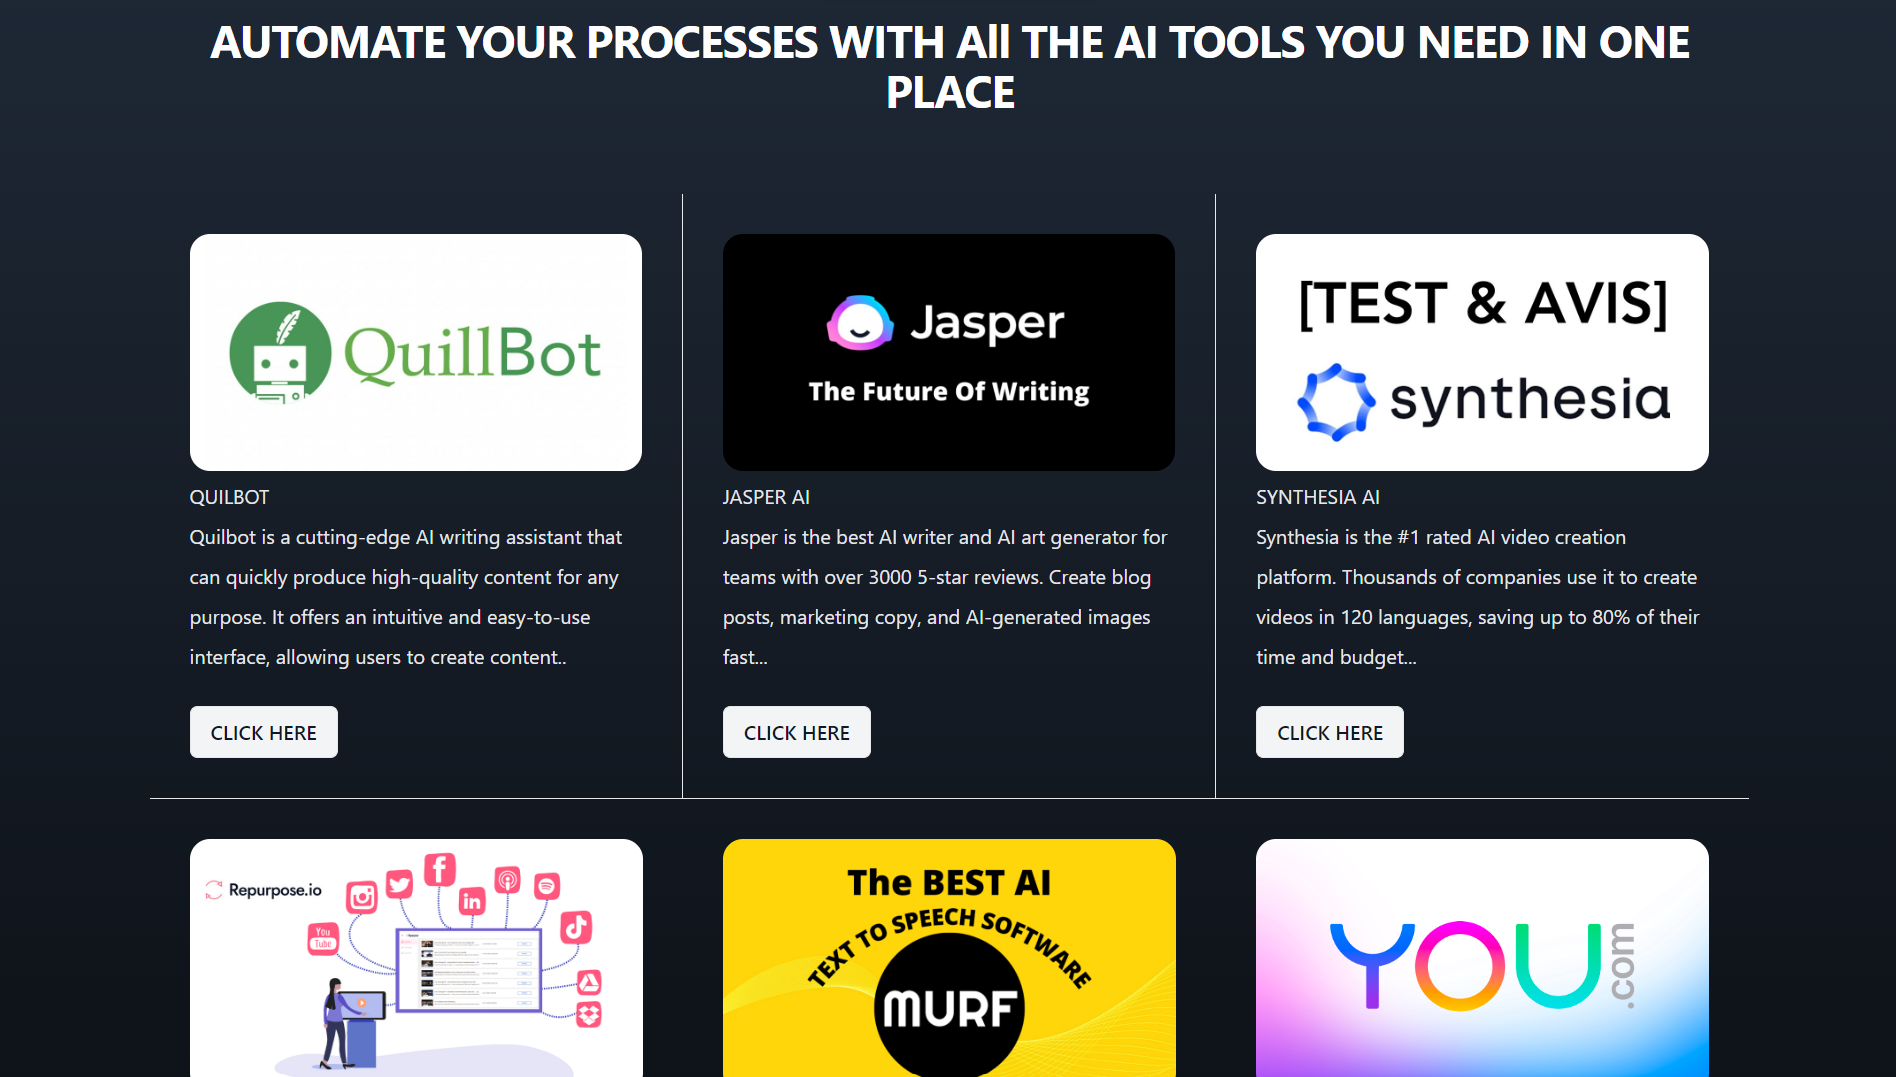 AUTOMATE YOUR PROCESSES WITH All THE AI TOOLS YOU NEED IN ONE
PLACE
QuillBot
QUILBOT
Quilbot is a cutting-edge AI writing assistant that
can quickly produce high-quality content for any
purpose. It offers an intuitive and easy-to-use
interface, allowing users to create content..
CLICK HERE
Jasper
The Future Of Writing
JASPER AI
Jasper is the best AI writer and AI art generator for
teams with over 3000 5-star reviews. Create blog
posts, marketing copy, and AI-generated images
fast...
CLICK HERE
[TEST & AVIS]
synthesia
SYNTHESIA AI
Synthesia is the #1 rated AI video creation
platform. Thousands of companies use it to create
videos in 120 languages, saving up to 80% of their
time and budget...
CLICK HERE
Repurpose.io
You
Tube
in
The BEST AI
TEXT TO SPEECH SOFTWARE
MURF
YOU
.com